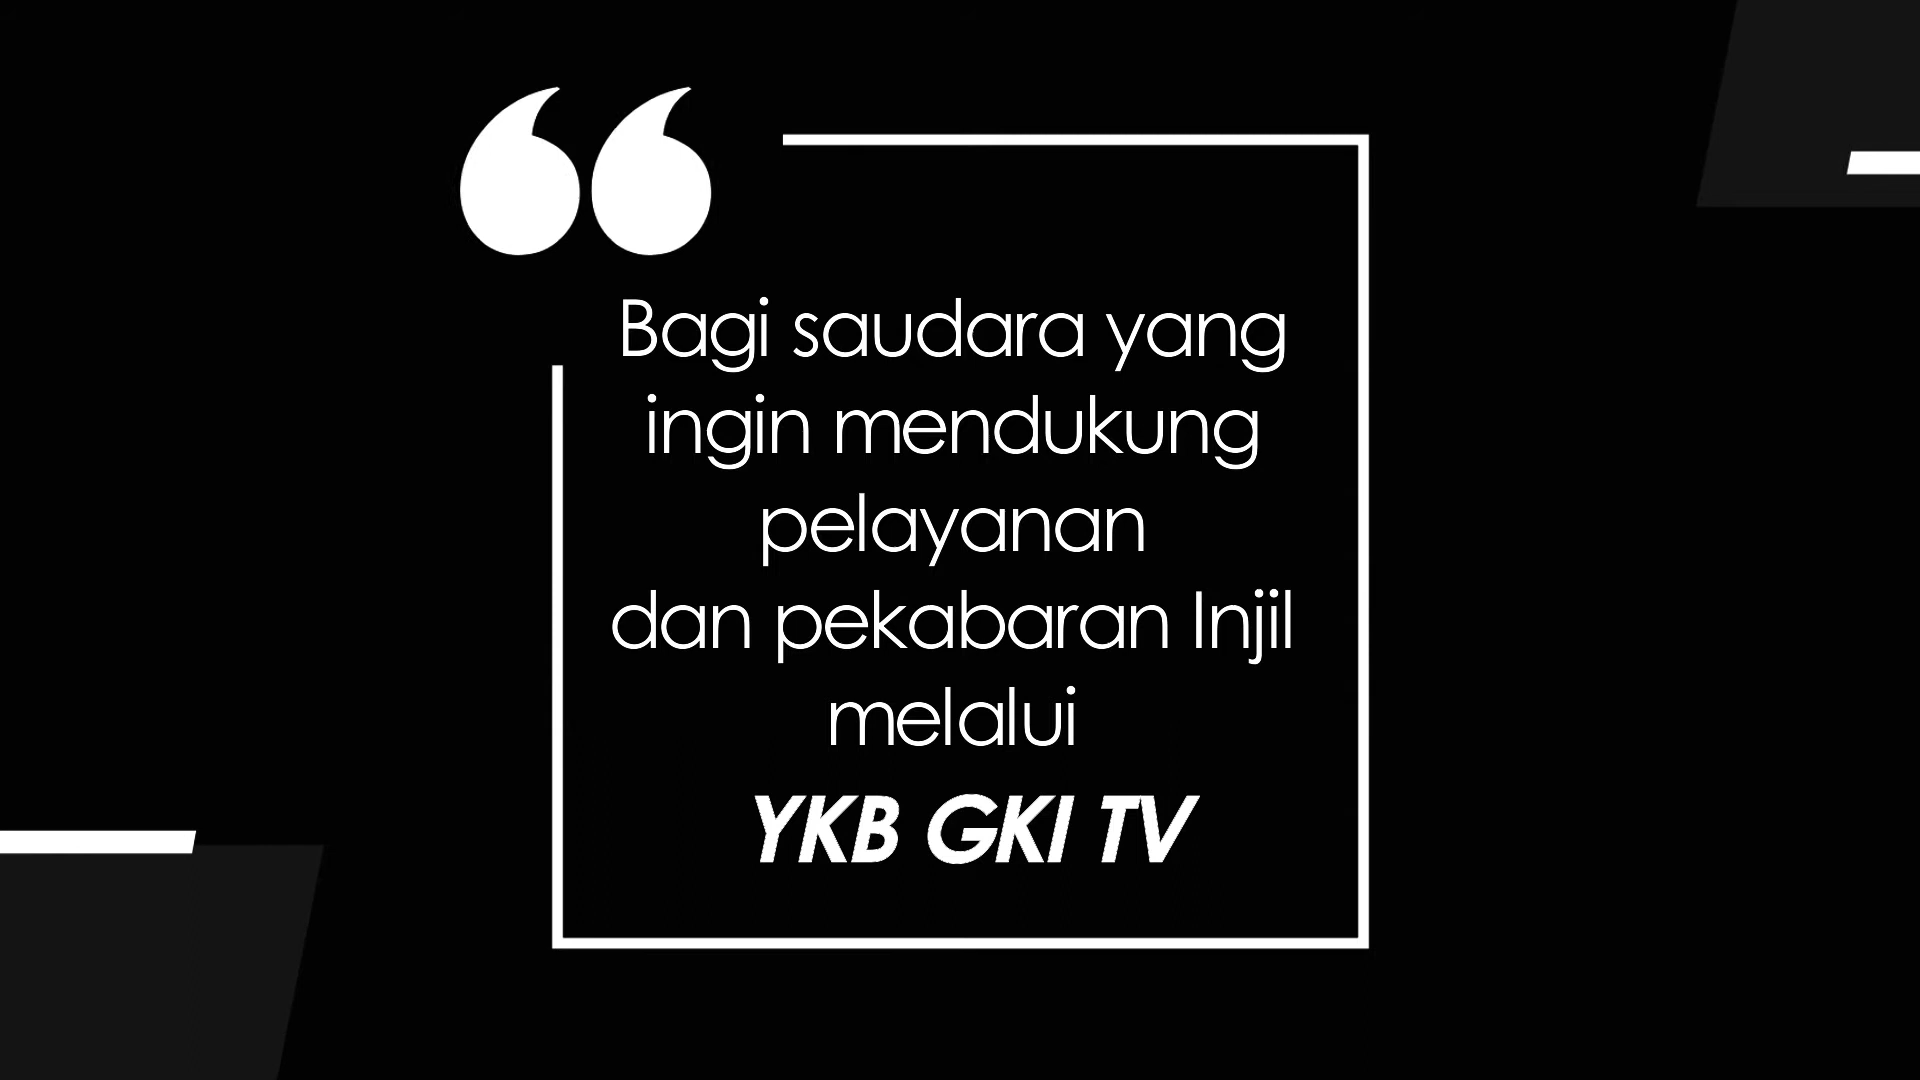 Bagi saudara yang
ingin mendukung
pelayanan
dan pekabaran Injil
melalui
YKB GKI TV